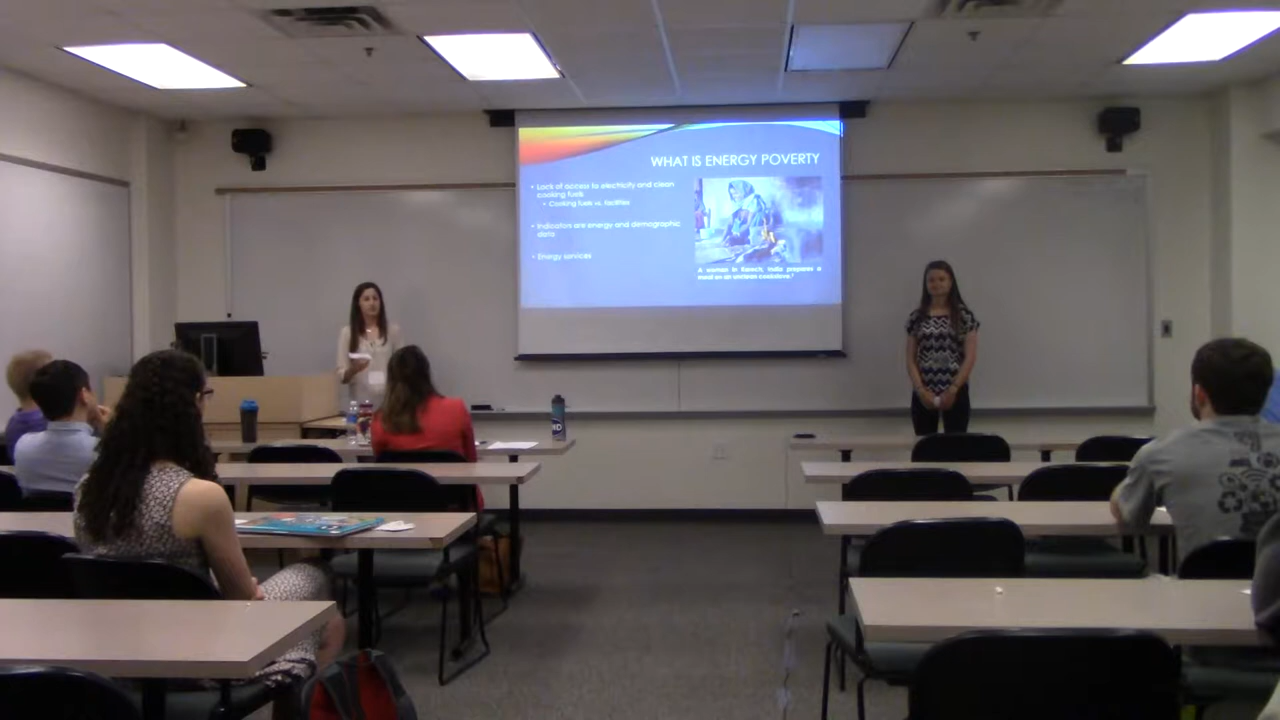 WHAT IS ENERGY POVERTY
• Lack of access to electricity and clean
cooking fuels
• Cooking fuels vs. facilities
• Indicators are energy and demographic
data
• Energy services
A woman in Karech, India prepares a
meal on an unclean cookstove.